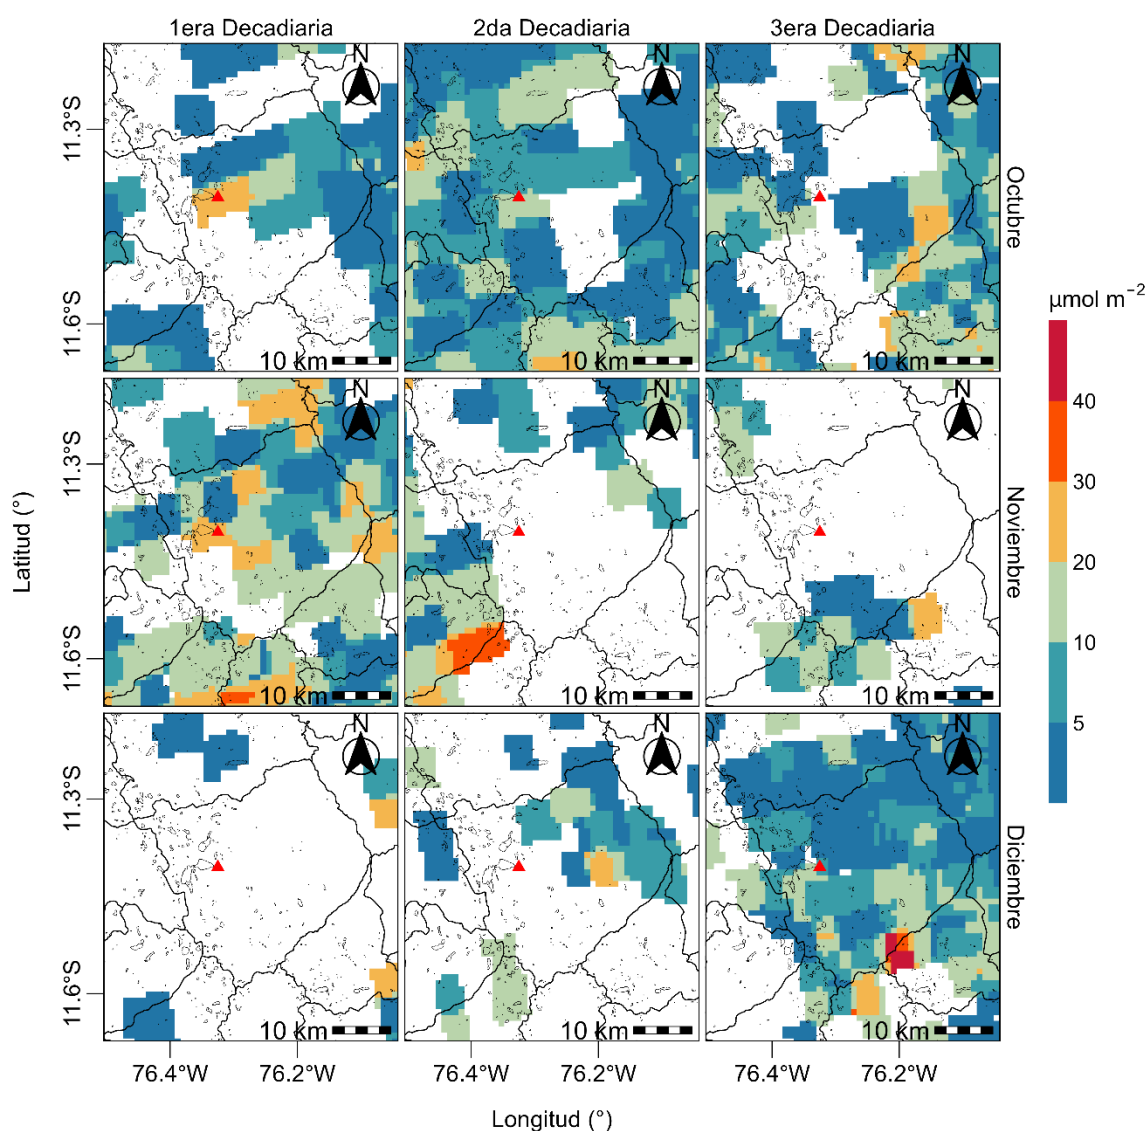 1era Decadiaria
2da Decadiaria
3era Decadiaria
N
N
N
11.3°S
11.6°S
10 km
10 km
10 km
Octubre
N
N
N
11.3°S
11.6°S
10 km
10 km
10 km
Noviembre
N
N
N
11.3°S
11.6°S
10 km
10 km
10 km
Diciembre
µmol m⁻²
40
30
20
10
5
Latitud (°)
76.4°W
76.2°W
76.4°W
76.2°W
76.4°W
76.2°W
Longitud (°)